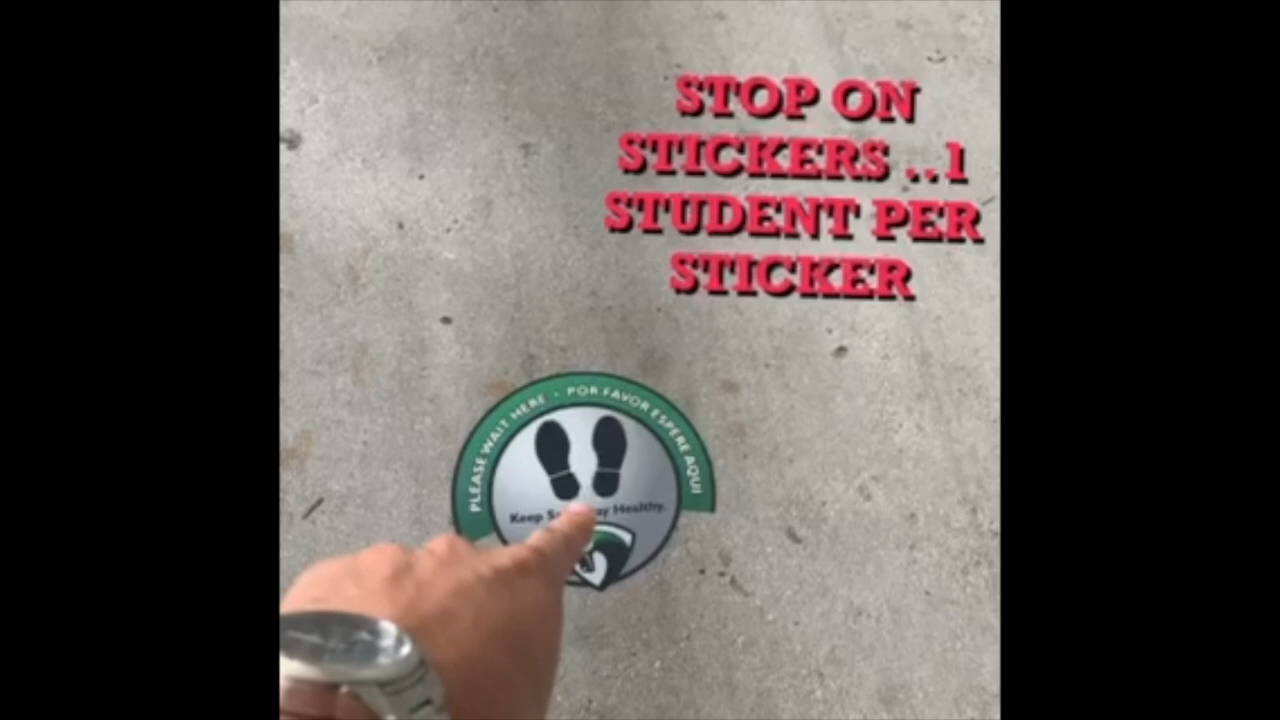 STOP ON
STICKERS ..1
STUDENT PER
STICKER
PLEASE WAIT HERE - POR FAVOR ESPERE AQUI
Keep Healthy.